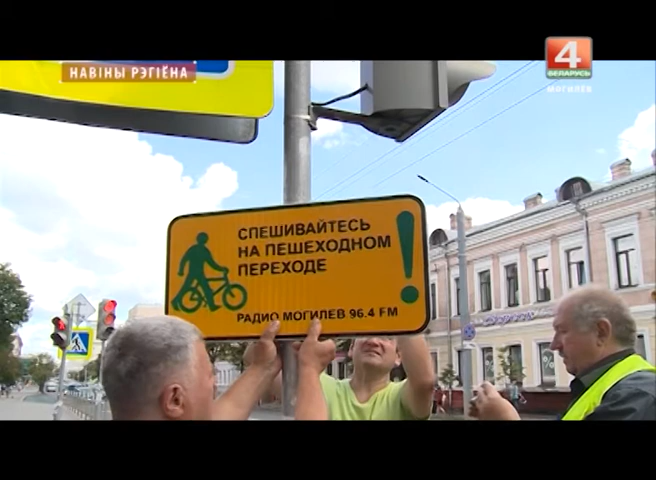 НАВІНЫ РЭГІЁНА
4
БЕЛАРУСЬ
МОГИЛЕВ
СПЕШИВАЙТЕСЬ
НА ПЕШЕХОДНОМ
ПЕРЕХОДЕ
!
РАДИО МОГИЛЕВ 96.4 FM